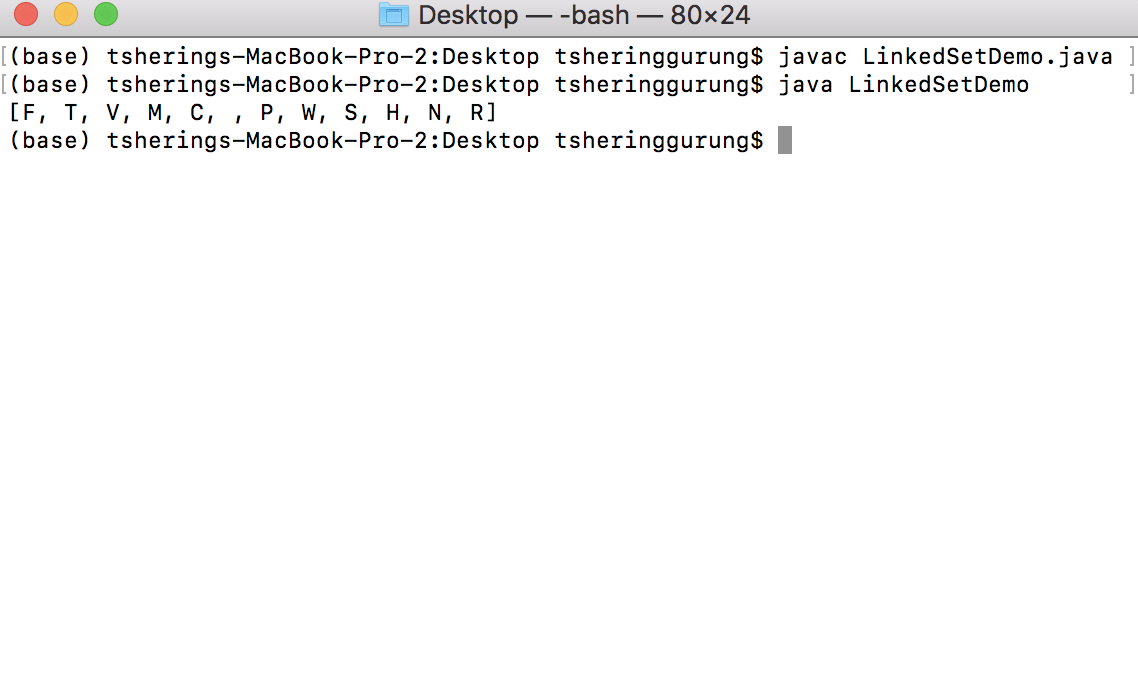 Desktop — -bash — 80×24
[(base) tsherings-MacBook-Pro-2:Desktop tsheringgurung$ javac LinkedSetDemo.java ]
[(base) tsherings-MacBook-Pro-2:Desktop tsheringgurung$ java LinkedSetDemo ]
[F, T, V, M, C, , P, W, S, H, N, R]
(base) tsherings-MacBook-Pro-2:Desktop tsheringgurung$